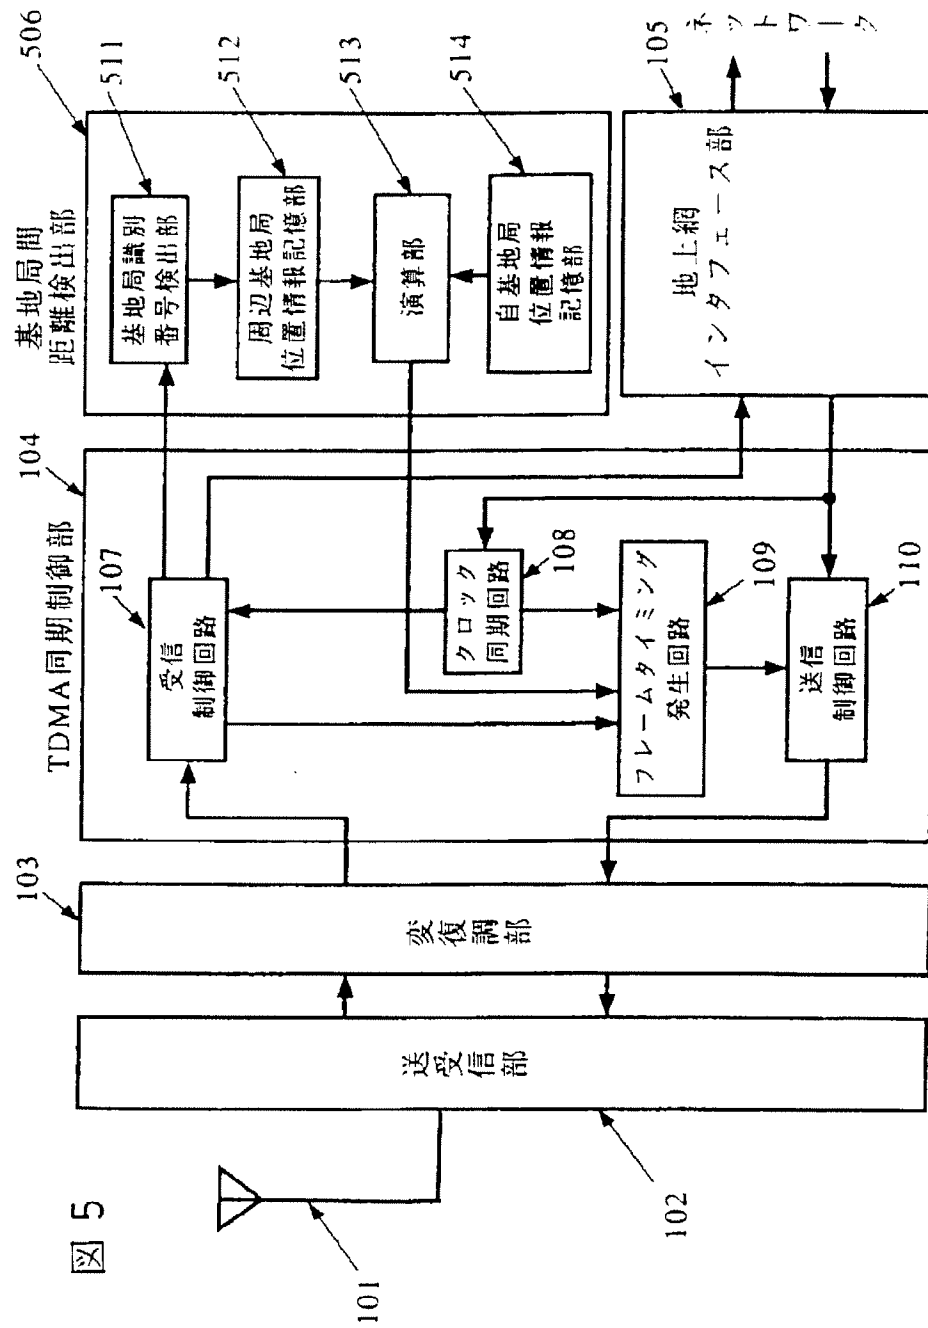 図 5
101
102
送受信部
103
変復調部
104
TDMA同期制御部
107
受信
制御回路
クロック
同期回路
108
フレームタイミング
発生回路
109
送信
制御回路
110
基地局間
距離検出部
506
基地局識別
番号検出部
511
周辺基地局
位置情報記憶部
512
演算部
513
自基地局
位置情報
記憶部
514
地上網
インタフェース部
105
ネットワーク